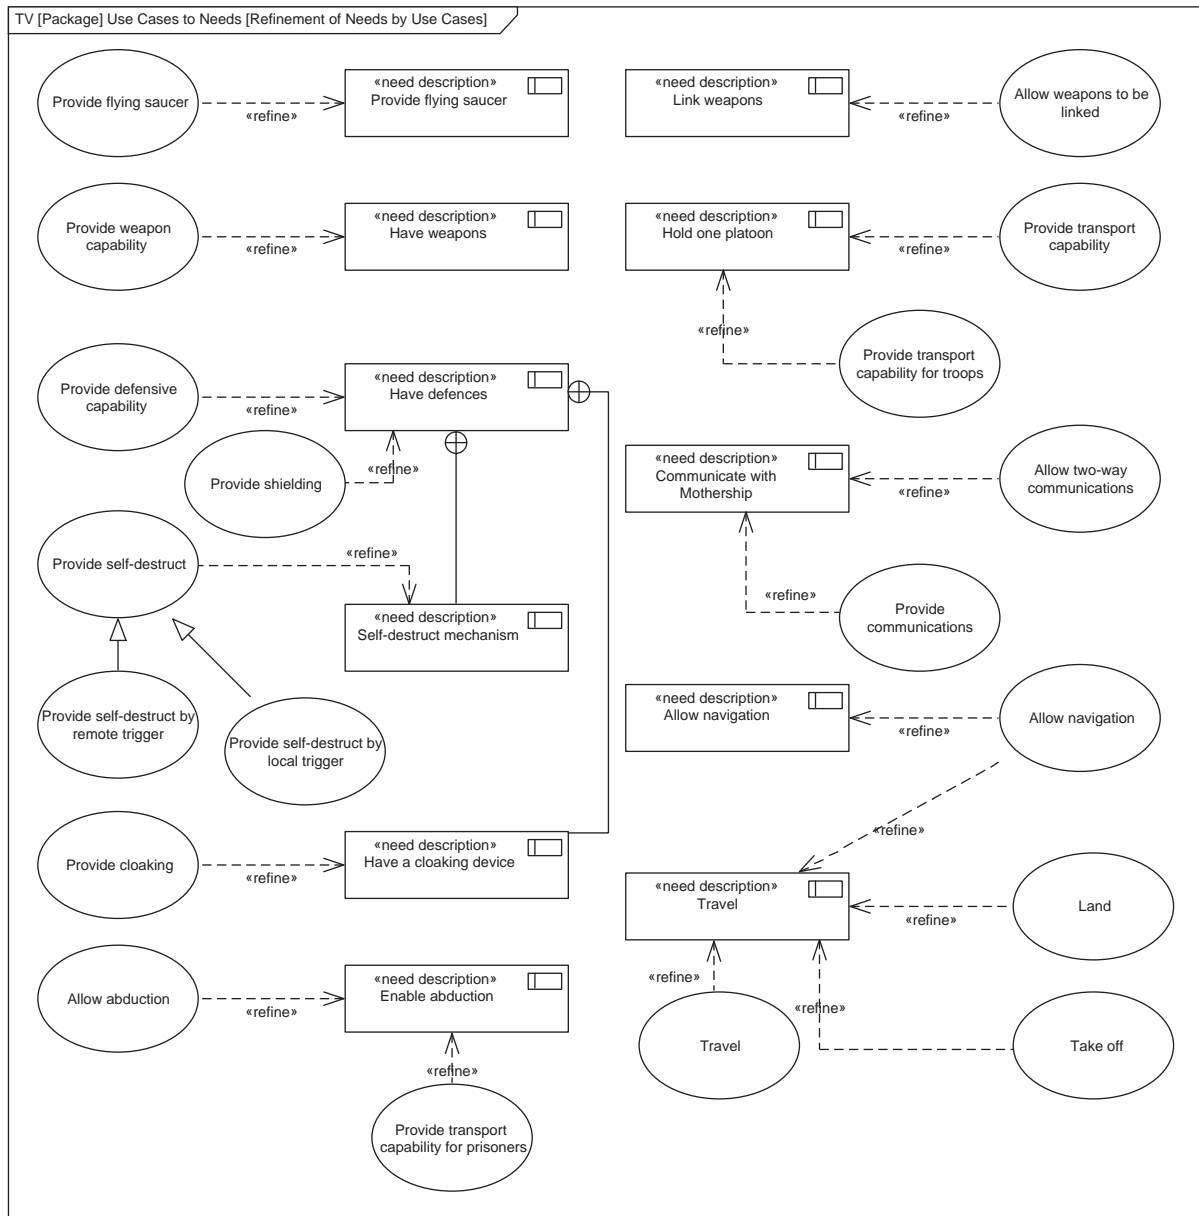 TV [Package] Use Cases to Needs [Refinement of Needs by Use Cases]
Provide flying saucer
«refine»
«need description»
Provide flying saucer
«need description»
Link weapons
«refine»
Allow weapons to be
linked
Provide weapon
capability
«refine»
«need description»
Have weapons
«need description»
Hold one platoon
«refine»
Provide transport
capability
«refine»
Provide transport
capability for troops
Provide defensive
capability
«refine»
«need description»
Have defences
Provide shielding
«refine»
«need description»
Communicate with
Mothership
«refine»
Allow two-way
communications
Provide self-destruct
«refine»
«need description»
Self-destruct mechanism
«refine»
Provide
communications
Provide self-destruct by
remote trigger
Provide self-destruct by
local trigger
«need description»
Allow navigation
«refine»
Allow navigation
«refine»
Provide cloaking
«refine»
«need description»
Have a cloaking device
«need description»
Travel
«refine»
Land
Allow abduction
«refine»
«need description»
Enable abduction
«refine»
Travel
«refine»
Take off
«refine»
Provide transport
capability for prisoners